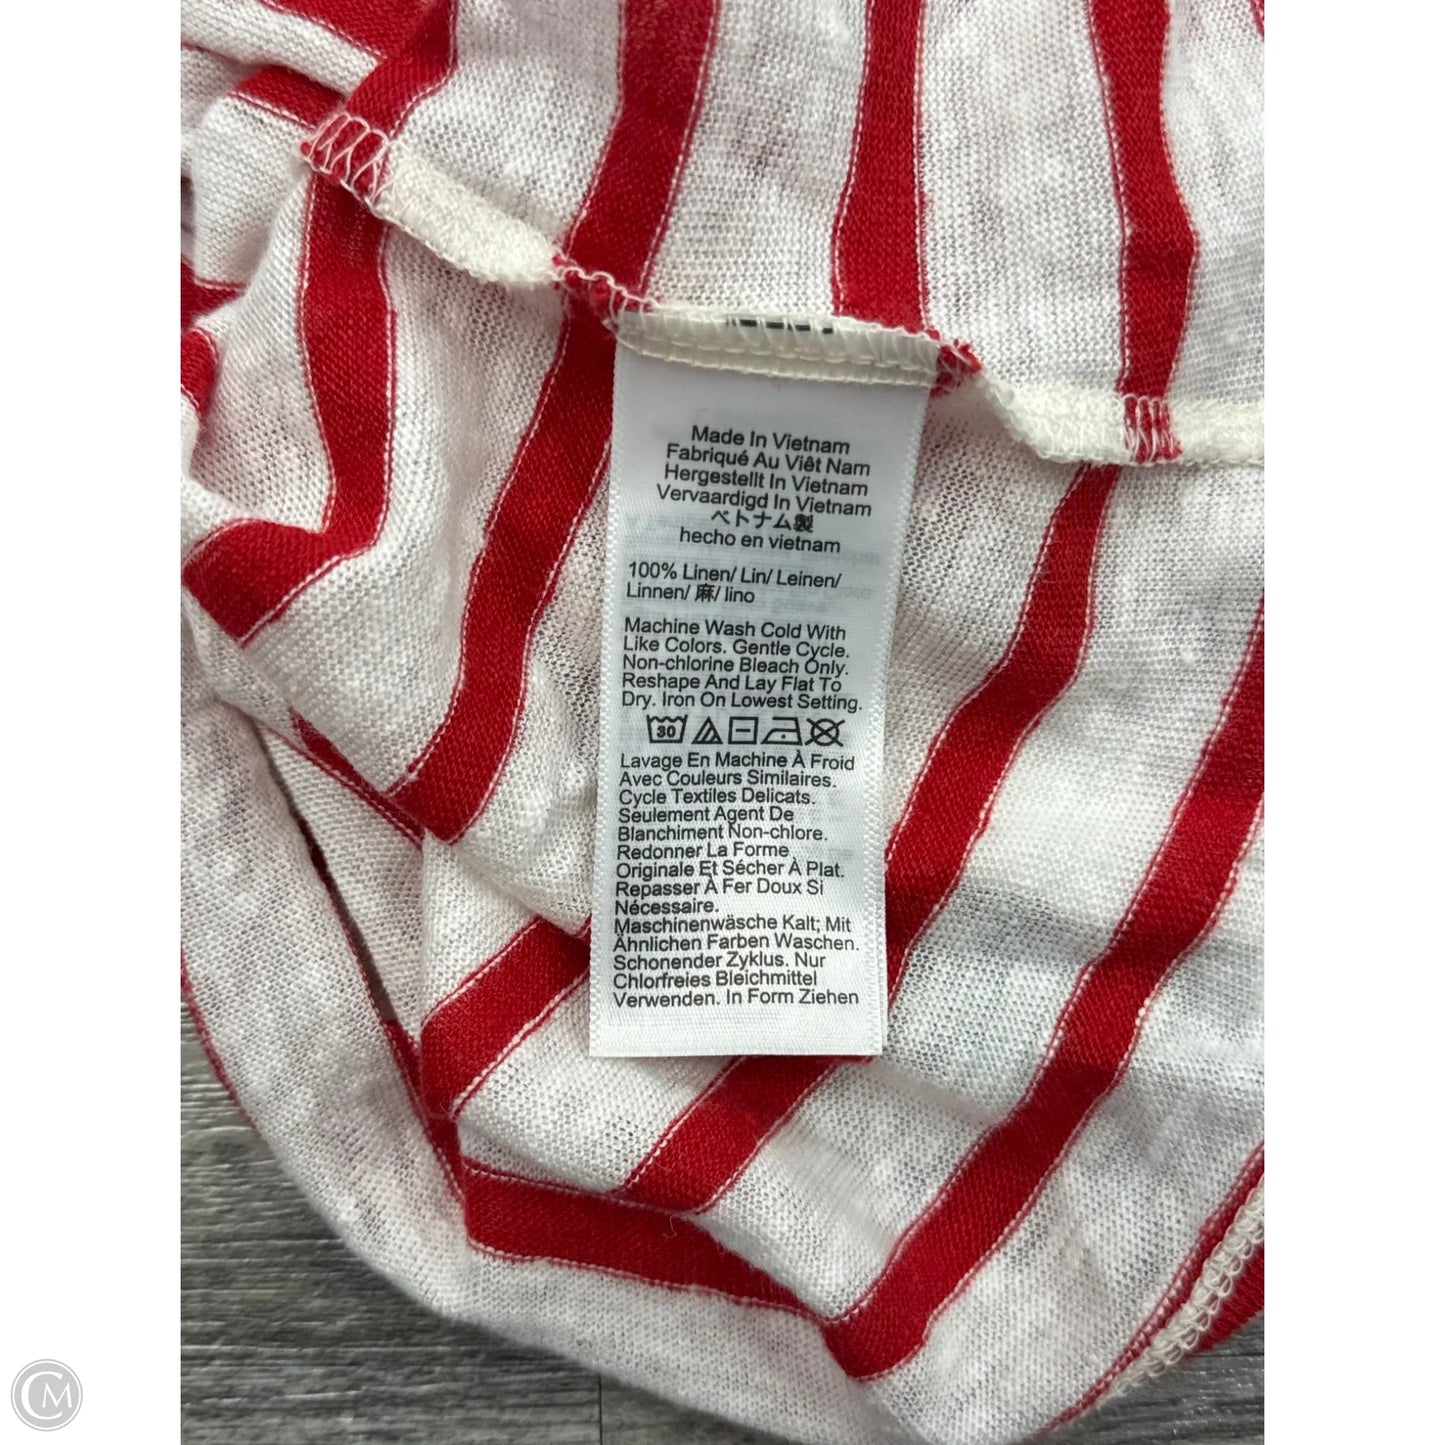 Made In Vietnam
Fabriqué Au Viêt Nam
Hergestellt In Vietnam
Vervaardigd In Vietnam
ベトナム製
hecho en vietnam
100% Linen/ Lin/ Leinen/
Linnen/ 麻/ lino
Machine Wash Cold With
Like Colors. Gentle Cycle.
Non-chlorine Bleach Only.
Reshape And Lay Flat To
Dry. Iron On Lowest Setting.
30
Lavage En Machine À Froid
Avec Couleurs Similaires.
Cycle Textiles Delicats.
Seulement Agent De
Blanchiment Non-chlore.
Redonner La Forme
Originale Et Sécher À Plat.
Repasser À Fer Doux Si
Nécessaire.
Maschinenwäsche Kalt; Mit
Ähnlichen Farben Waschen.
Schonender Zyklus. Nur
Chlorfreies Bleichmittel
Verwenden. In Form Ziehen
CM